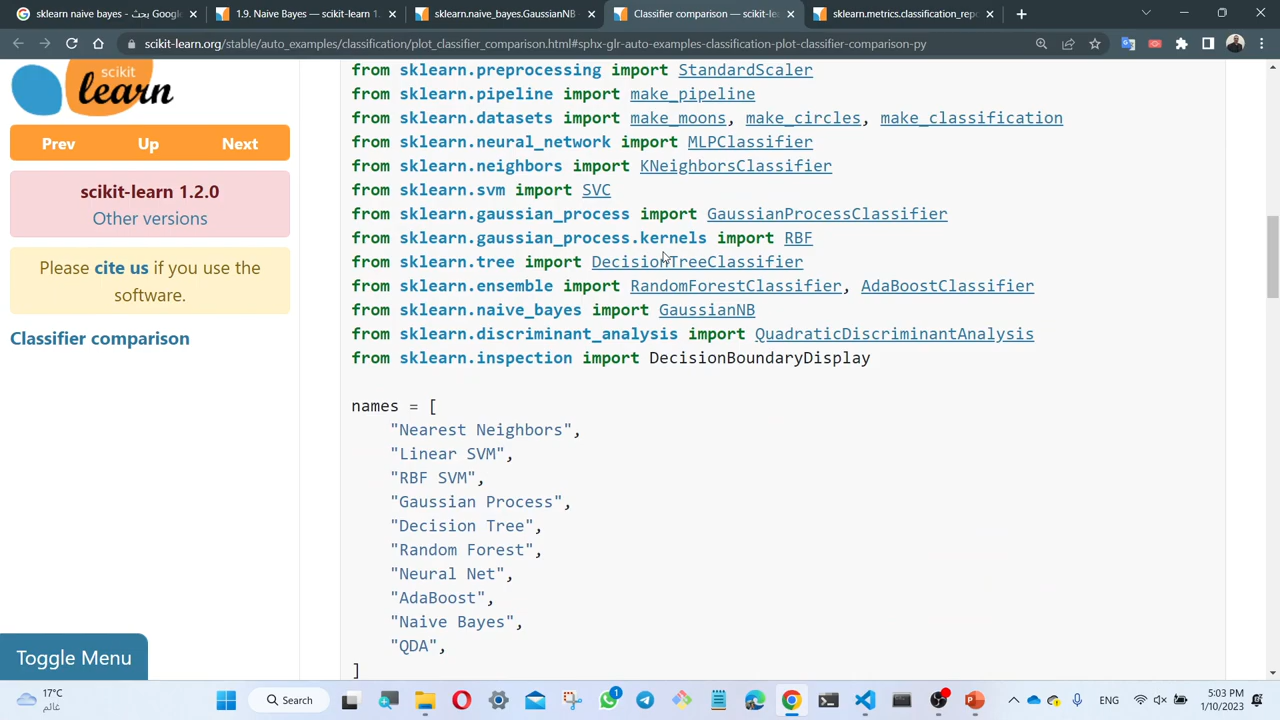 sklearn naive bayes - بحث Google
1.9. Naive Bayes — scikit-learn 1.
sklearn.naive_bayes.GaussianNB
Classifier comparison — scikit-le
sklearn.metrics.classification_rep
scikit-learn.org/stable/auto_examples/classification/plot_classifier_comparison.html#sphx-glr-auto-examples-classification-plot-classifier-comparison-py
scikit
learn
Prev Up Next
scikit-learn 1.2.0
Other versions
Please cite us if you use the
software.
Classifier comparison
Toggle Menu
from sklearn.preprocessing import StandardScaler
from sklearn.pipeline import make_pipeline
from sklearn.datasets import make_moons, make_circles, make_classification
from sklearn.neural_network import MLPClassifier
from sklearn.neighbors import KNeighborsClassifier
from sklearn.svm import SVC
from sklearn.gaussian_process import GaussianProcessClassifier
from sklearn.gaussian_process.kernels import RBF
from sklearn.tree import DecisionTreeClassifier
from sklearn.ensemble import RandomForestClassifier, AdaBoostClassifier
from sklearn.naive_bayes import GaussianNB
from sklearn.discriminant_analysis import QuadraticDiscriminantAnalysis
from sklearn.inspection import DecisionBoundaryDisplay
names = [
"Nearest Neighbors",
"Linear SVM",
"RBF SVM",
"Gaussian Process",
"Decision Tree",
"Random Forest",
"Neural Net",
"AdaBoost",
"Naive Bayes",
"QDA",
]
17°C
غائم
Search
1
ENG
5:03 PM
1/10/2023